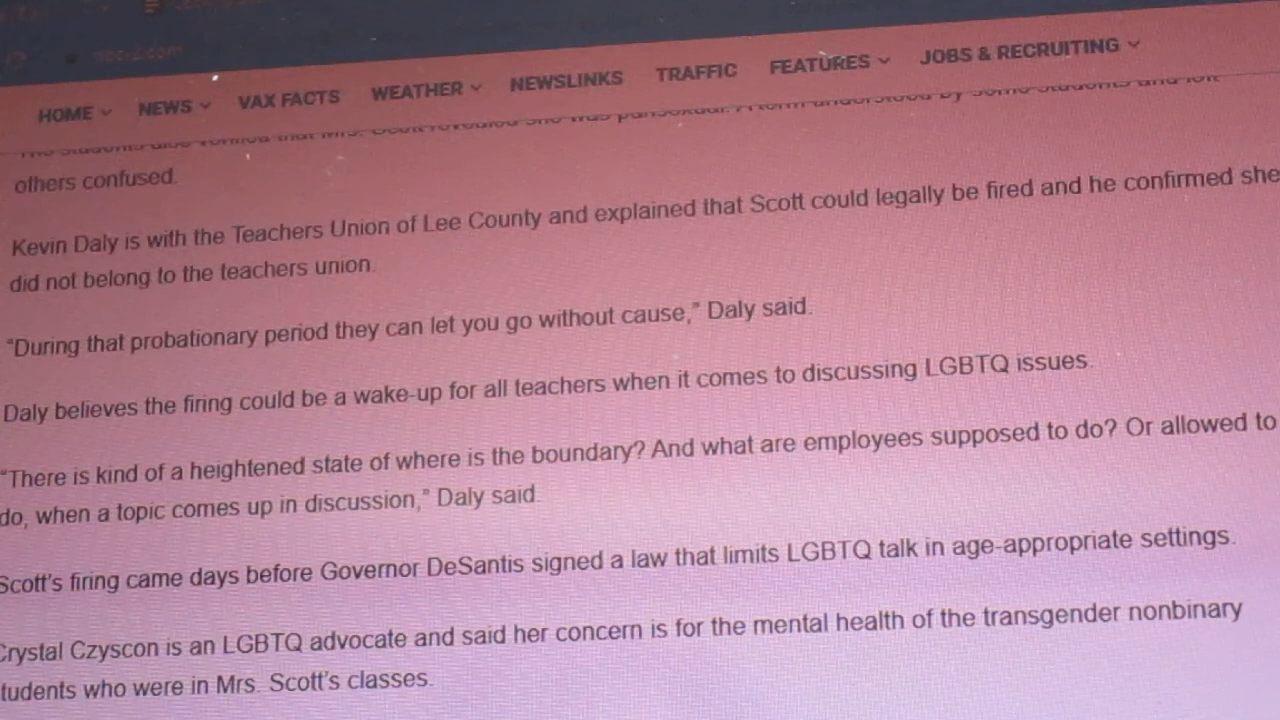 HOME NEWS VAX FACTS WEATHER NEWSLINKS TRAFFIC FEATURES JOBS & RECRUITING
others confused.
Kevin Daly is with the Teachers Union of Lee County and explained that Scott could legally be fired and he confirmed she
did not belong to the teachers union.
“During that probationary period they can let you go without cause,” Daly said.
Daly believes the firing could be a wake-up for all teachers when it comes to discussing LGBTQ issues.
“There is kind of a heightened state of where is the boundary? And what are employees supposed to do? Or allowed to
do, when a topic comes up in discussion,” Daly said.
Scott’s firing came days before Governor DeSantis signed a law that limits LGBTQ talk in age-appropriate settings.
Crystal Czyscon is an LGBTQ advocate and said her concern is for the mental health of the transgender nonbinary
tudents who were in Mrs. Scott’s classes.